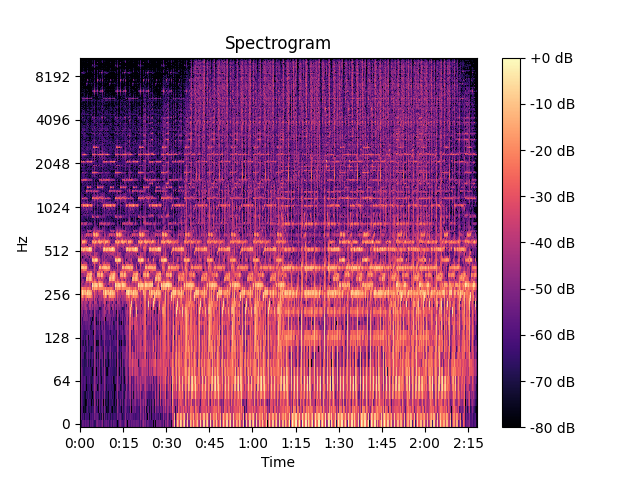 Spectrogram
8192
4096
2048
1024
512
256
128
64
0
Hz
0:00 0:15 0:30 0:45 1:00 1:15 1:30 1:45 2:00 2:15
Time
+0 dB
-10 dB
-20 dB
-30 dB
-40 dB
-50 dB
-60 dB
-70 dB
-80 dB